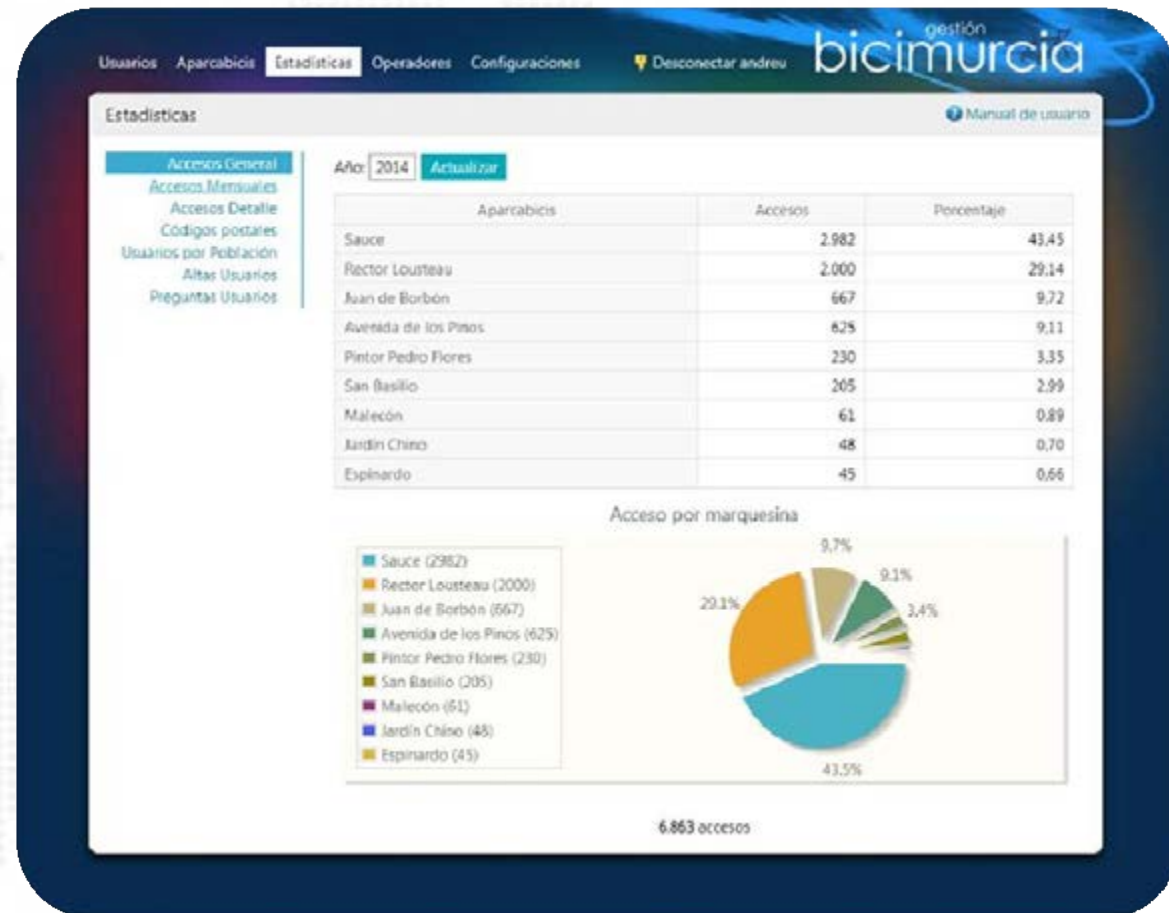 gestión
bicimurcia
Usuarios Aparcabicis Estadísticas Operadores Configuraciones Desconectar andreu
Estadísticas
Manual de usuario
Accesos General
Accesos Mensuales
Accesos Detalle
Códigos postales
Usuarios por Población
Altas Usuarios
Preguntas Usuarios
Año: 2014 Actualizar
Aparcabicis Accesos Porcentaje
Sauce 2.982 43,45
Rector Lousteau 2.000 29,14
Juan de Borbón 667 9,72
Avenida de los Pinos 625 9,11
Pintor Pedro Flores 230 3,35
San Basilio 205 2,99
Malecón 61 0,89
Jardín Chino 48 0,70
Espinardo 45 0,66
Acceso por marquesina
Sauce (2982)
Rector Lousteau (2000)
Juan de Borbón (667)
Avenida de los Pinos (625)
Pintor Pedro Flores (230)
San Basilio (205)
Malecón (61)
Jardín Chino (48)
Espinardo (45)
9,7%
9,1%
29,1%
3,4%
43,5%
6.863 accesos